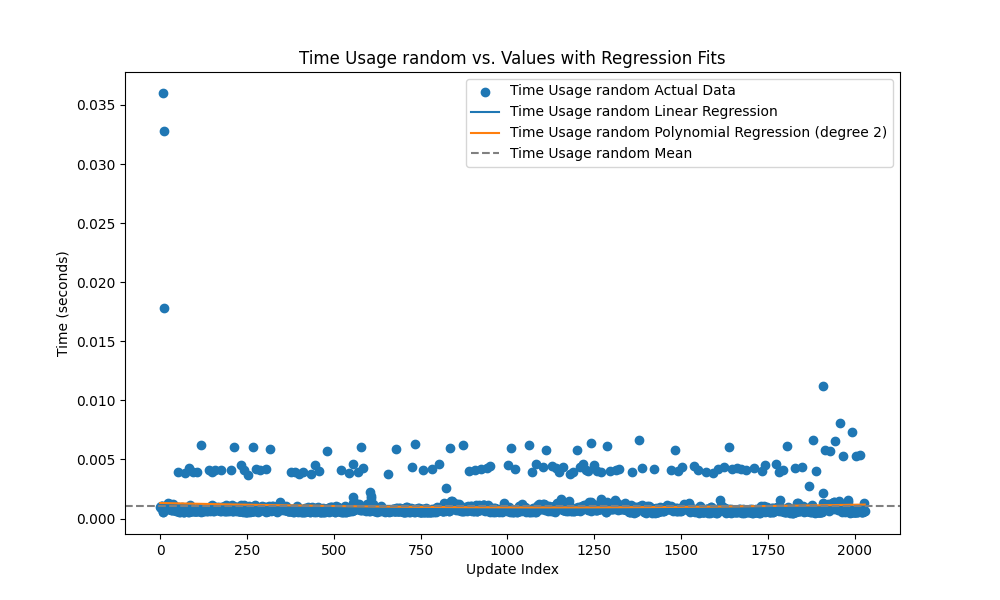 Time Usage random vs. Values with Regression Fits
Time Usage random Actual Data
Time Usage random Linear Regression
Time Usage random Polynomial Regression (degree 2)
Time Usage random Mean
Time (seconds)
0.035
0.030
0.025
0.020
0.015
0.010
0.005
0.000
0 250 500 750 1000 1250 1500 1750 2000
Update Index